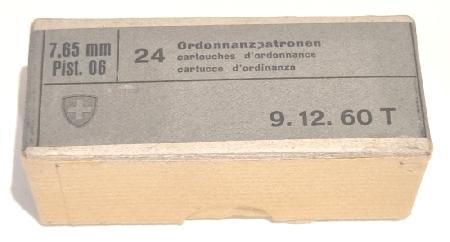 7,65 mm
Pist. 06
24 Ordonnanzpatronen
cartouches d'ordonnance
cartucce d'ordinanza
9. 12. 60 T